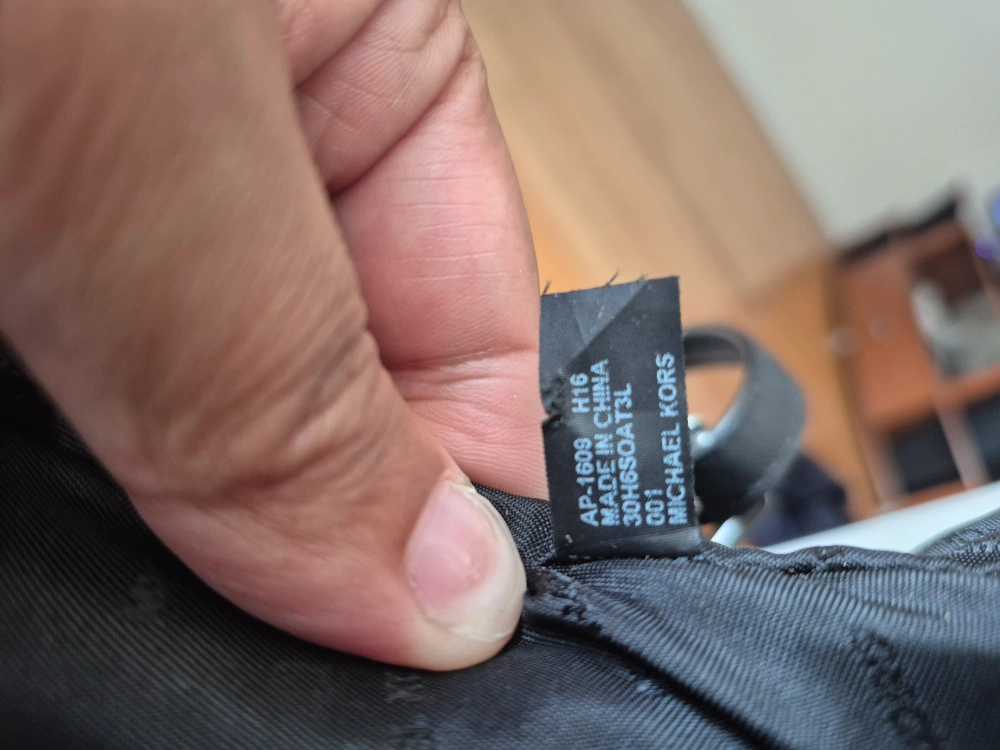 AP-1609 H16
MADE IN CHINA
30H6SOAT3L
001
MICHAEL KORS